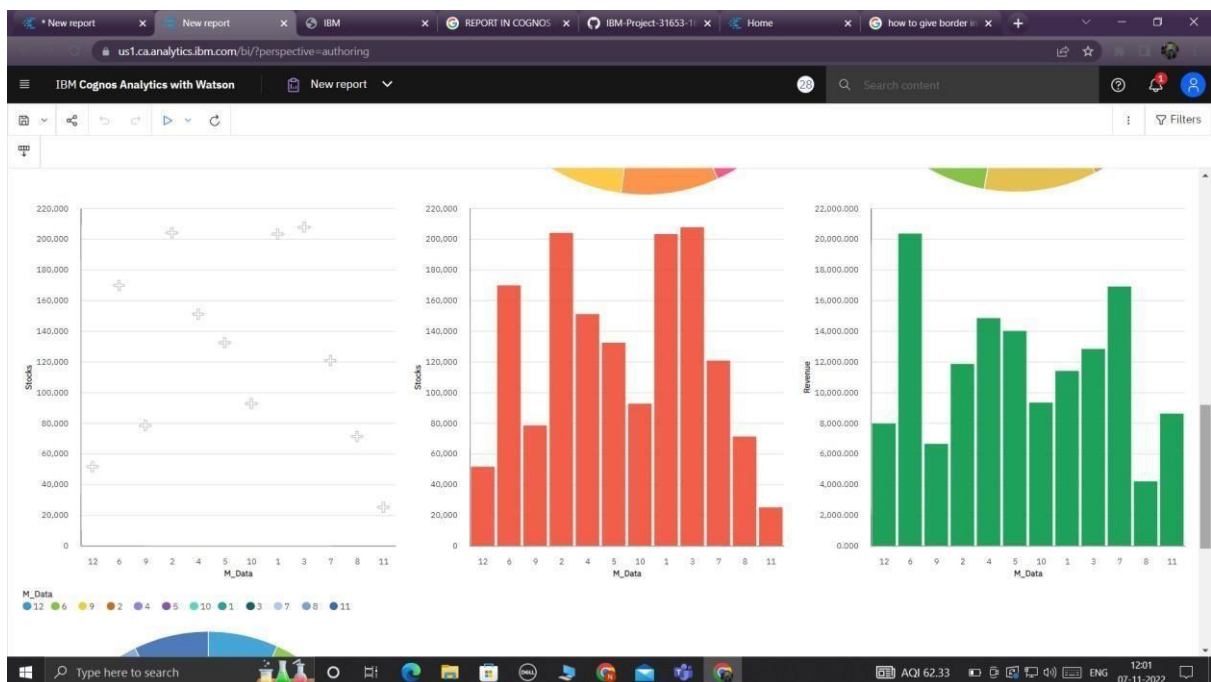 * New report
New report
IBM
REPORT IN COGNOS
IBM-Project-31653-1
Home
how to give border in
us1.ca.analytics.ibm.com/bi/?perspective=authoring
IBM Cognos Analytics with Watson
New report
28
Search content
1
Filters
220,000
200,000
180,000
160,000
140,000
120,000
100,000
80,000
60,000
40,000
20,000
0
Stocks
12 6 9 2 4 5 10 1 3 7 8 11
M_Data
220,000
200,000
180,000
160,000
140,000
120,000
100,000
80,000
60,000
40,000
20,000
0
Stocks
12 6 9 2 4 5 10 1 3 7 8 11
M_Data
22,000.000
20,000.000
18,000.000
16,000.000
14,000.000
12,000.000
10,000.000
8,000.000
6,000.000
4,000.000
2,000.000
0.000
Revenue
12 6 9 2 4 5 10 1 3 7 8 11
M_Data
M_Data
12 6 9 2 4 5 10 1 3 7 8 11
Type here to search
DELL
AQI 62.33
ENG
12:01
07-11-2022